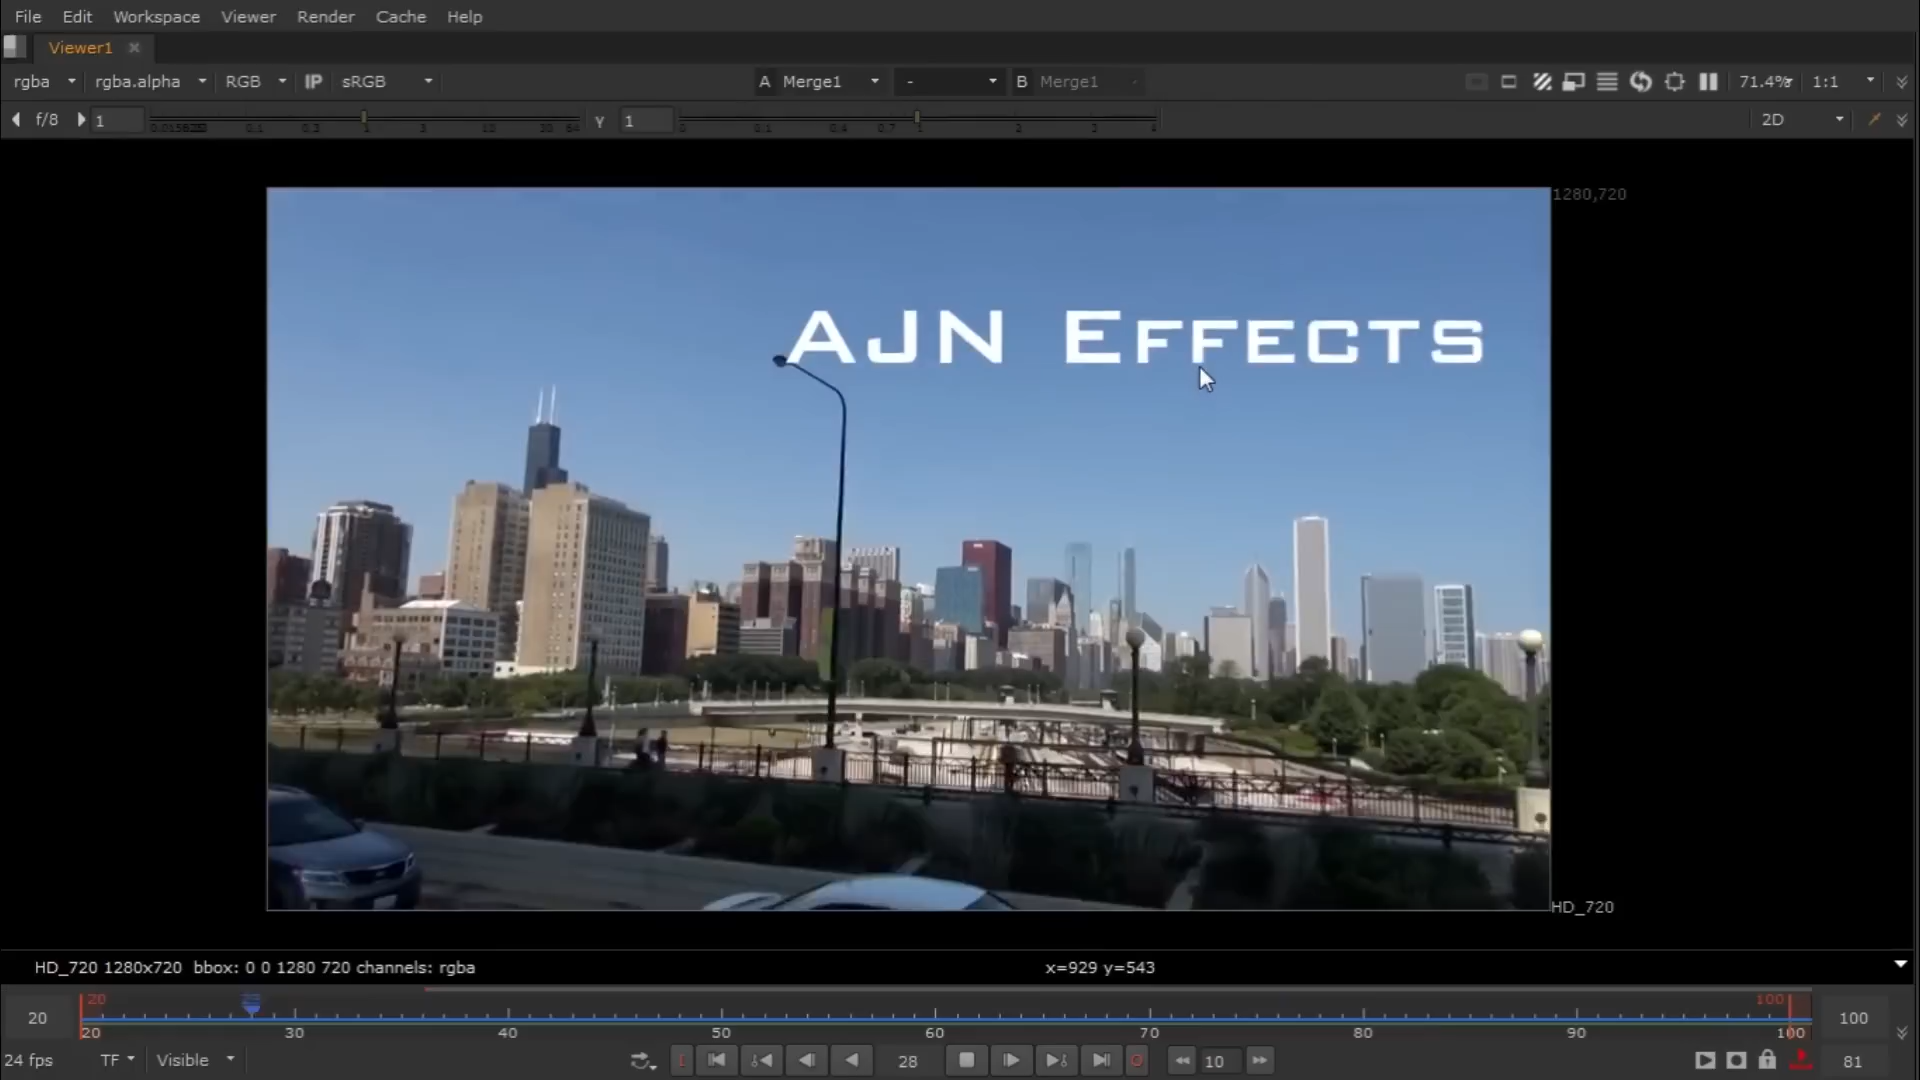 File Edit Workspace Viewer Render Cache Help
Viewer1
rgba rgba.alpha RGB IP sRGB A Merge1 - B Merge1 71.4% 1:1
f/8 1 Y 1 2D
1280,720
AJN Effects
HD_720
HD_720 1280x720 bbox: 0 0 1280 720 channels: rgba x=929 y=543
20 100
20 20 30 40 50 60 70 80 90 100 100
24 fps TF Visible 28 10 81